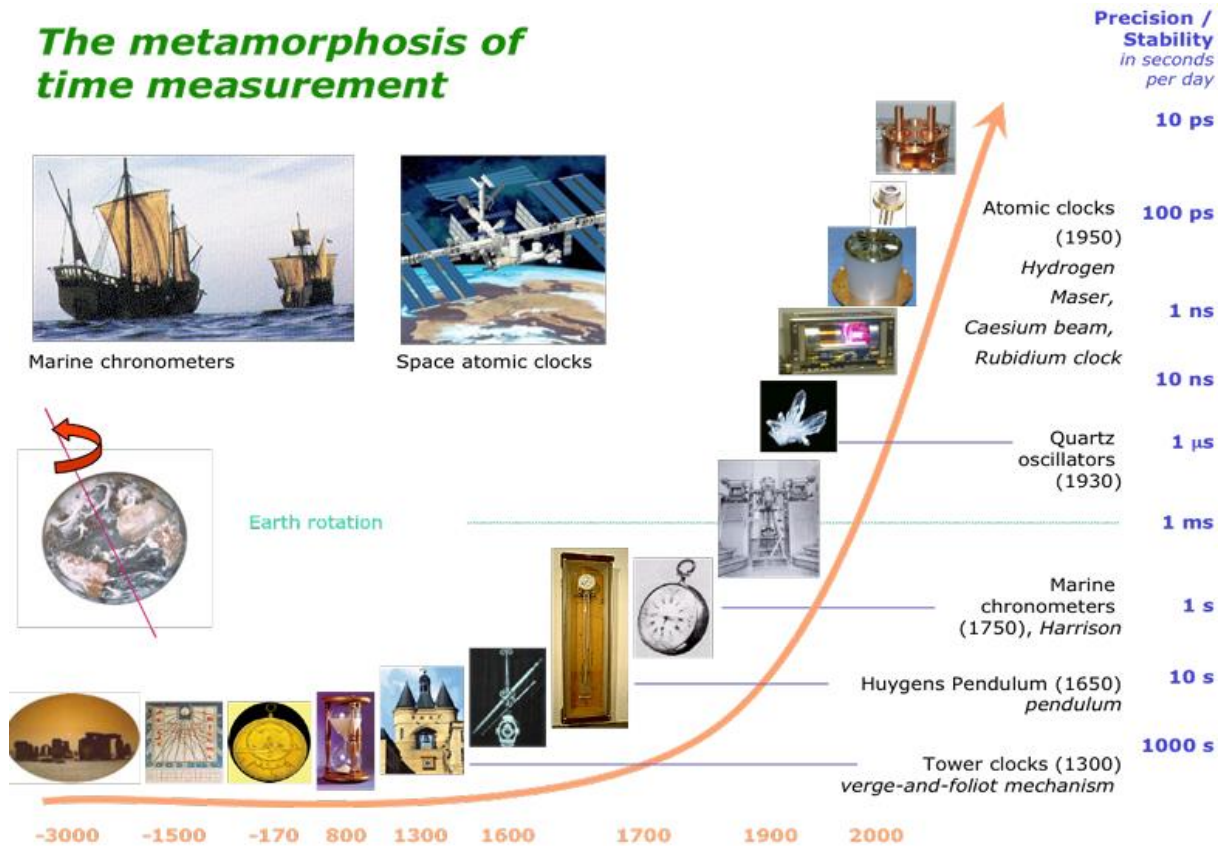 The metamorphosis of
time measurement
Precision /
Stability
in seconds
per day
10 ps
100 ps
1 ns
10 ns
1 μs
1 ms
1 s
10 s
1000 s
Marine chronometers
Space atomic clocks
Atomic clocks
(1950)
Hydrogen
Maser,
Caesium beam,
Rubidium clock
Quartz
oscillators
(1930)
Earth rotation
Marine
chronometers
(1750), Harrison
Huygens Pendulum (1650)
pendulum
Tower clocks (1300)
verge-and-foliot mechanism
-3000 -1500 -170 800 1300 1600 1700 1900 2000